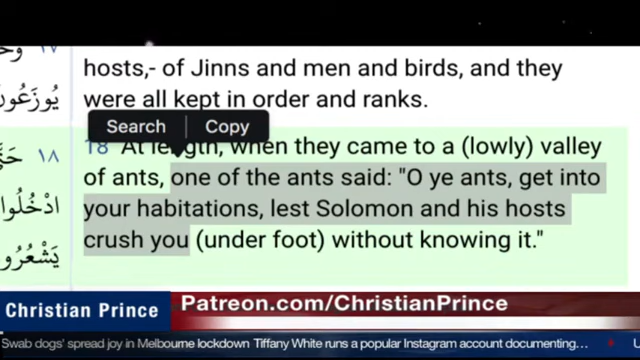 hosts,- of Jinns and men and birds, and they
were all kept in order and ranks.
يُوزَعُونَ
Search
Copy
18 At length, when they came to a (lowly) valley
of ants, one of the ants said: "O ye ants, get into
your habitations, lest Solomon and his hosts
crush you (under foot) without knowing it."
١٨
ادْخُلُوا
Christian Prince
Patreon.com/ChristianPrince
Swab dogs' spread joy in Melbourne lockdown Tiffany White runs a popular Instagram account documenting…